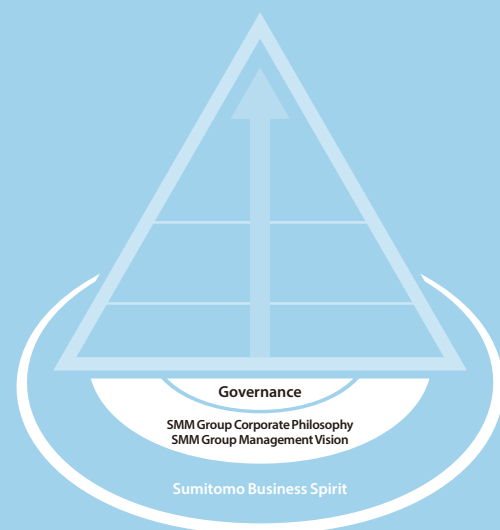 Governance
SMM Group Corporate Philosophy
SMM Group Management Vision
Sumitomo Business Spirit